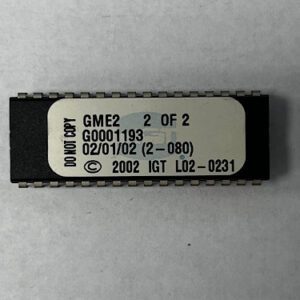 DO NOT COPY
GME2 2 OF 2
G0001193
02/01/02 (2-080)
© 2002 IGT L02-0231